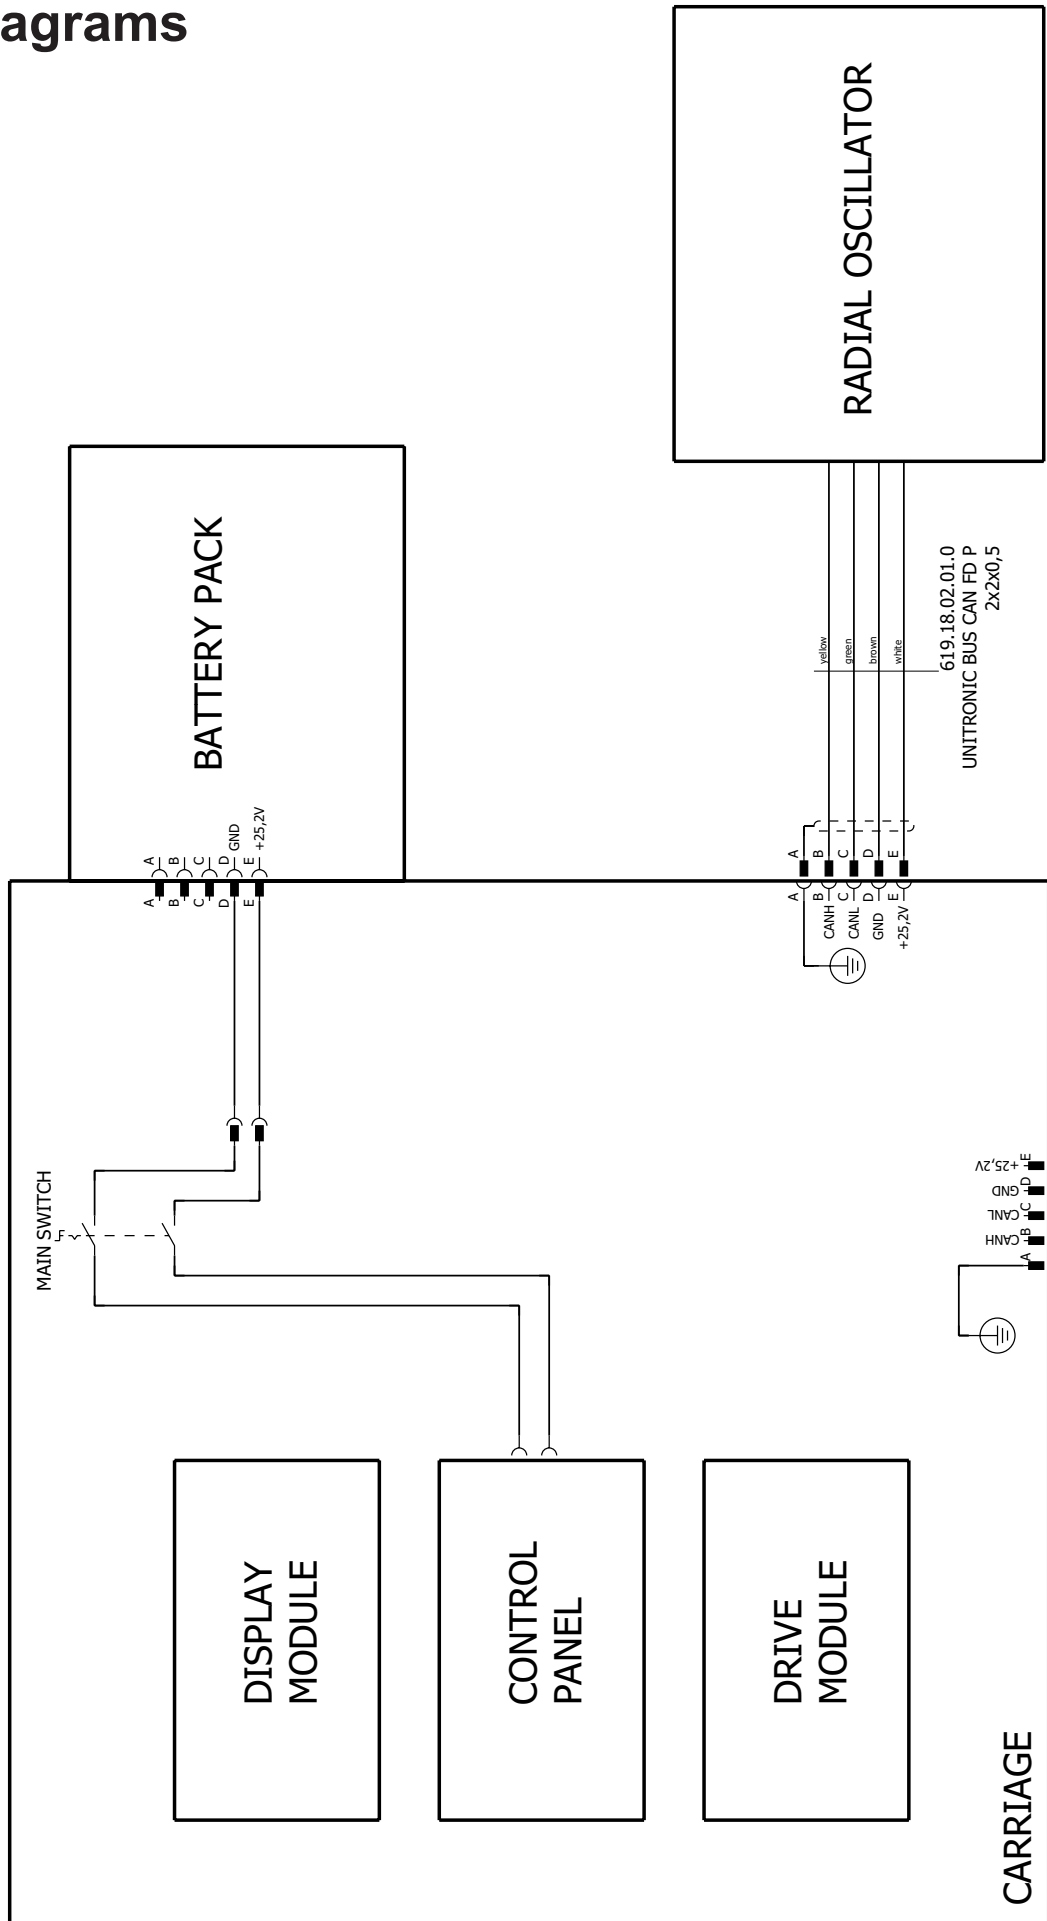 agrams
RADIAL OSCILLATOR
BATTERY PACK
A
B
C
D
E
GND
+25,2V
A
B
C
D
E
yellow
green
brown
white
619.18.02.01.0
UNITRONIC BUS CAN FD P
2x2x0,5
A
B
C
D
E
A
B
C
D
E
CANH
CANL
GND
+25,2V
MAIN SWITCH
+25,2V
GND
CANL
CANH
E
D
C
B
A
DISPLAY
MODULE
CONTROL
PANEL
DRIVE
MODULE
CARRIAGE